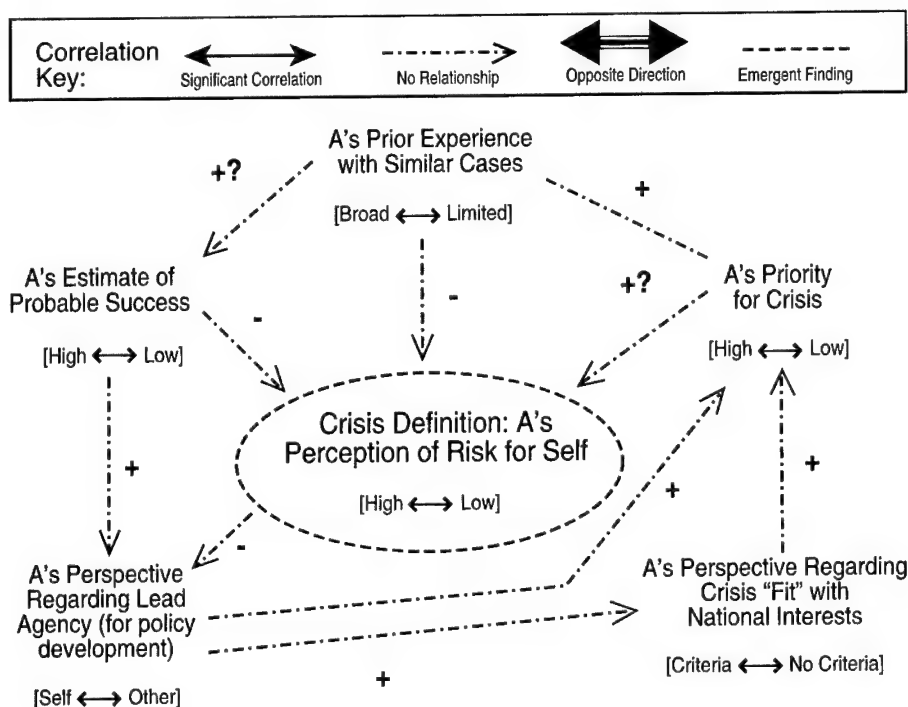 Correlation
Key:
Significant Correlation
No Relationship
Opposite Direction
Emergent Finding
A's Prior Experience
with Similar Cases
[Broad ⟷ Limited]
+?
+
-
A's Estimate of
Probable Success
[High ⟷ Low]
-
+?
A's Priority
for Crisis
[High ⟷ Low]
Crisis Definition: A's
Perception of Risk for Self
[High ⟷ Low]
+
+
+
-
A's Perspective
Regarding Lead
Agency (for policy
development)
[Self ⟷ Other]
A's Perspective Regarding
Crisis “Fit” with
National Interests
[Criteria ⟷ No Criteria]
+